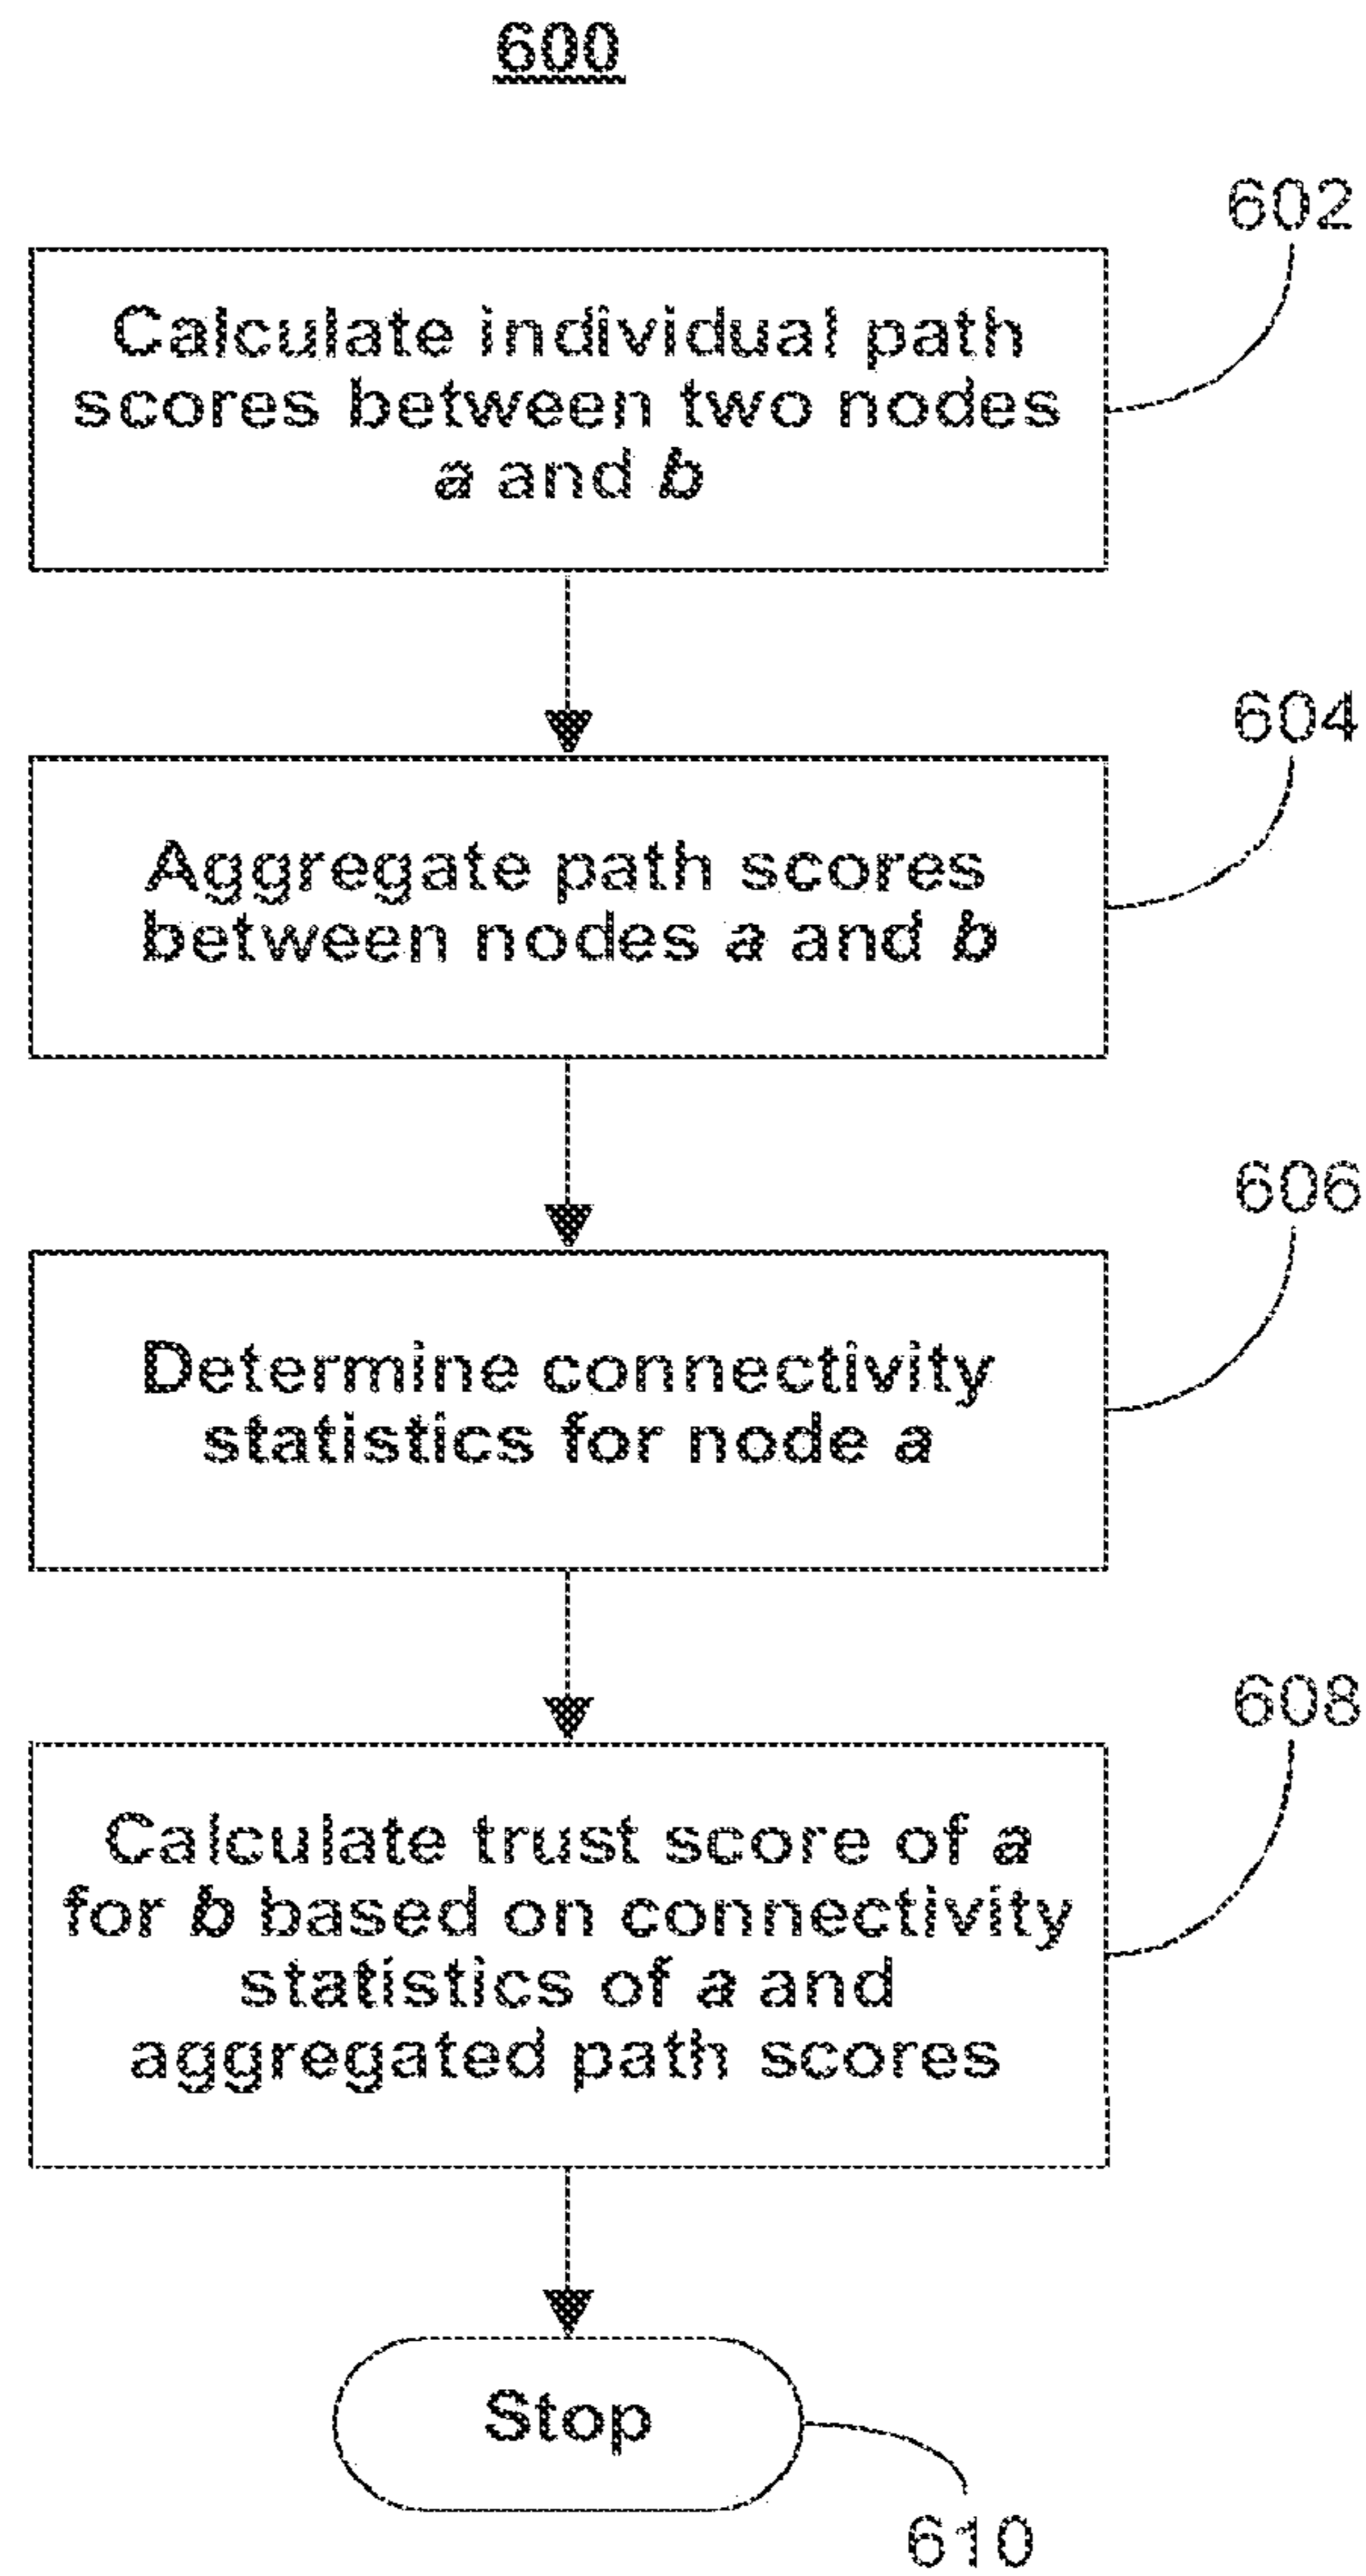 600
602
Calculate individual path
scores between two nodes
a and b
604
Aggregate path scores
between nodes a and b
606
Determine connectivity
statistics for node a
608
Calculate trust score of a
for b based on connectivity
statistics of a and
aggregated path scores
Stop
610